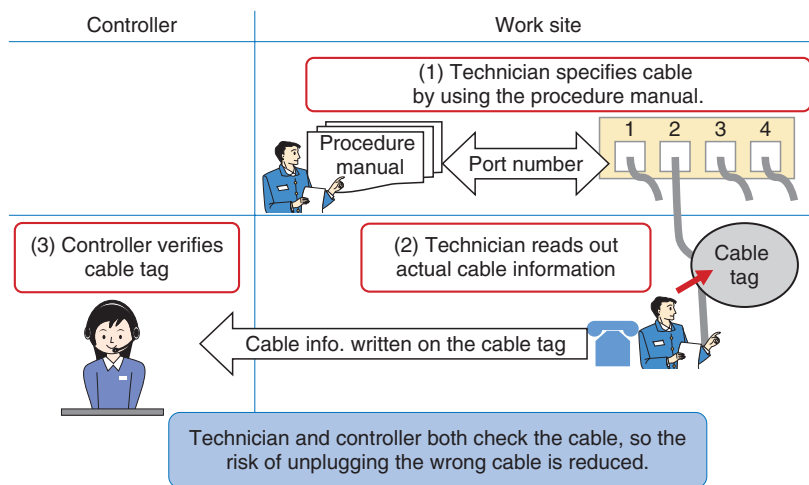 Controller
Work site
(1) Technician specifies cable
by using the procedure manual.
Procedure
manual
Port number
1 2 3 4
(3) Controller verifies
cable tag
(2) Technician reads out
actual cable information
Cable
tag
Cable info. written on the cable tag
Technician and controller both check the cable, so the
risk of unplugging the wrong cable is reduced.